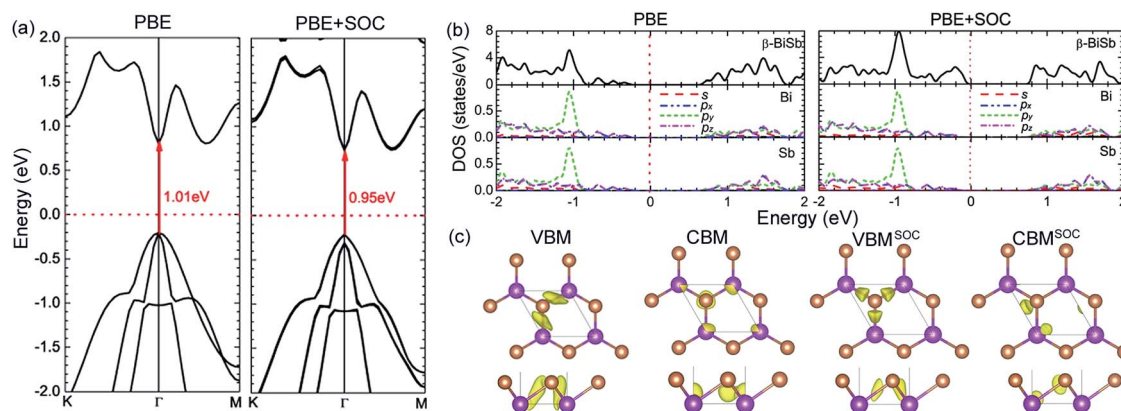 (a) PBE PBE+SOC
2.0
1.5
1.0
0.5
0.0
-0.5
-1.0
-1.5
-2.0
Energy (eV)
1.01eV
0.95eV
K Γ M K Γ M
(b) PBE PBE+SOC
DOS (states/eV)
8
4
0
β-BiSb
β-BiSb
0.5
0.0
s
px
py
pz
Bi
s
px
py
pz
Bi
0.5
0.0
Sb
Sb
-2 -1 0 1 2 -2 -1 0 1 2
Energy (eV)
(c) VBM CBM VBM^SOC CBM^SOC